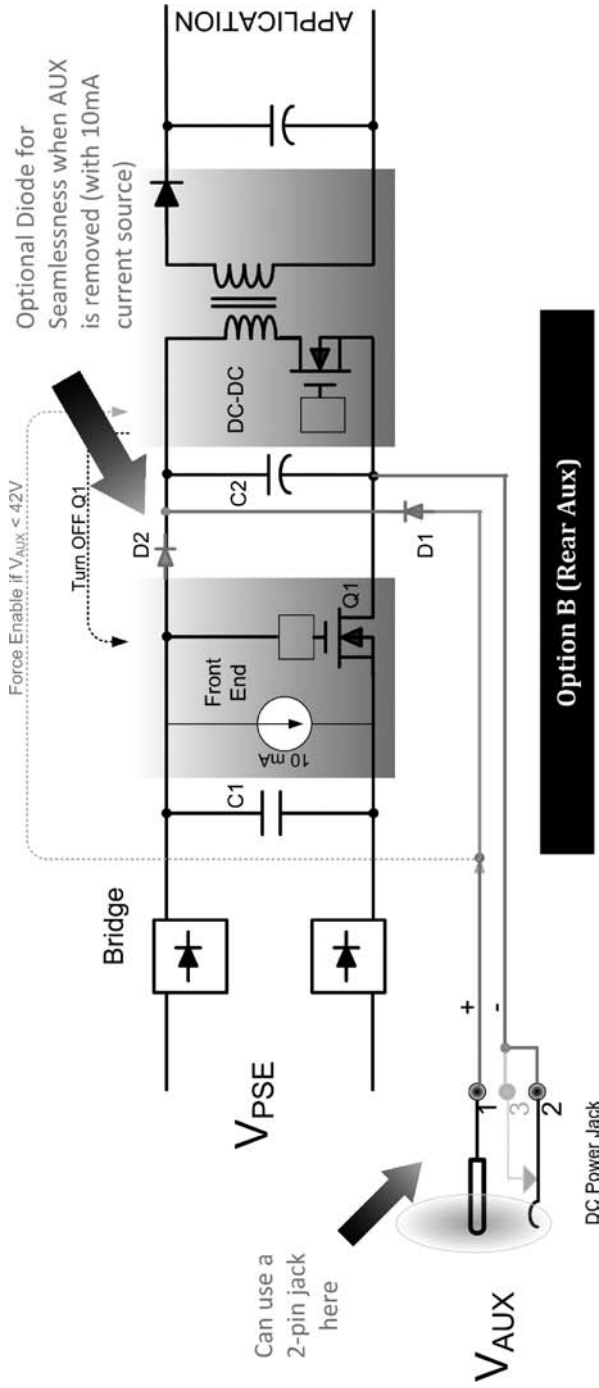 Optional Diode for
Seamlessness when AUX
is removed (with 10mA
current source)
Force Enable if VAUX < 42V
Turn OFF Q1
APPLICATION
DC-DC
D2
C2
D1
Front
End
10 mA
Q1
C1
Bridge
VPSE
Can use a
2-pin jack
here
+
-
1
3
2
VAUX
DC Power Jack
Option B (Rear Aux)